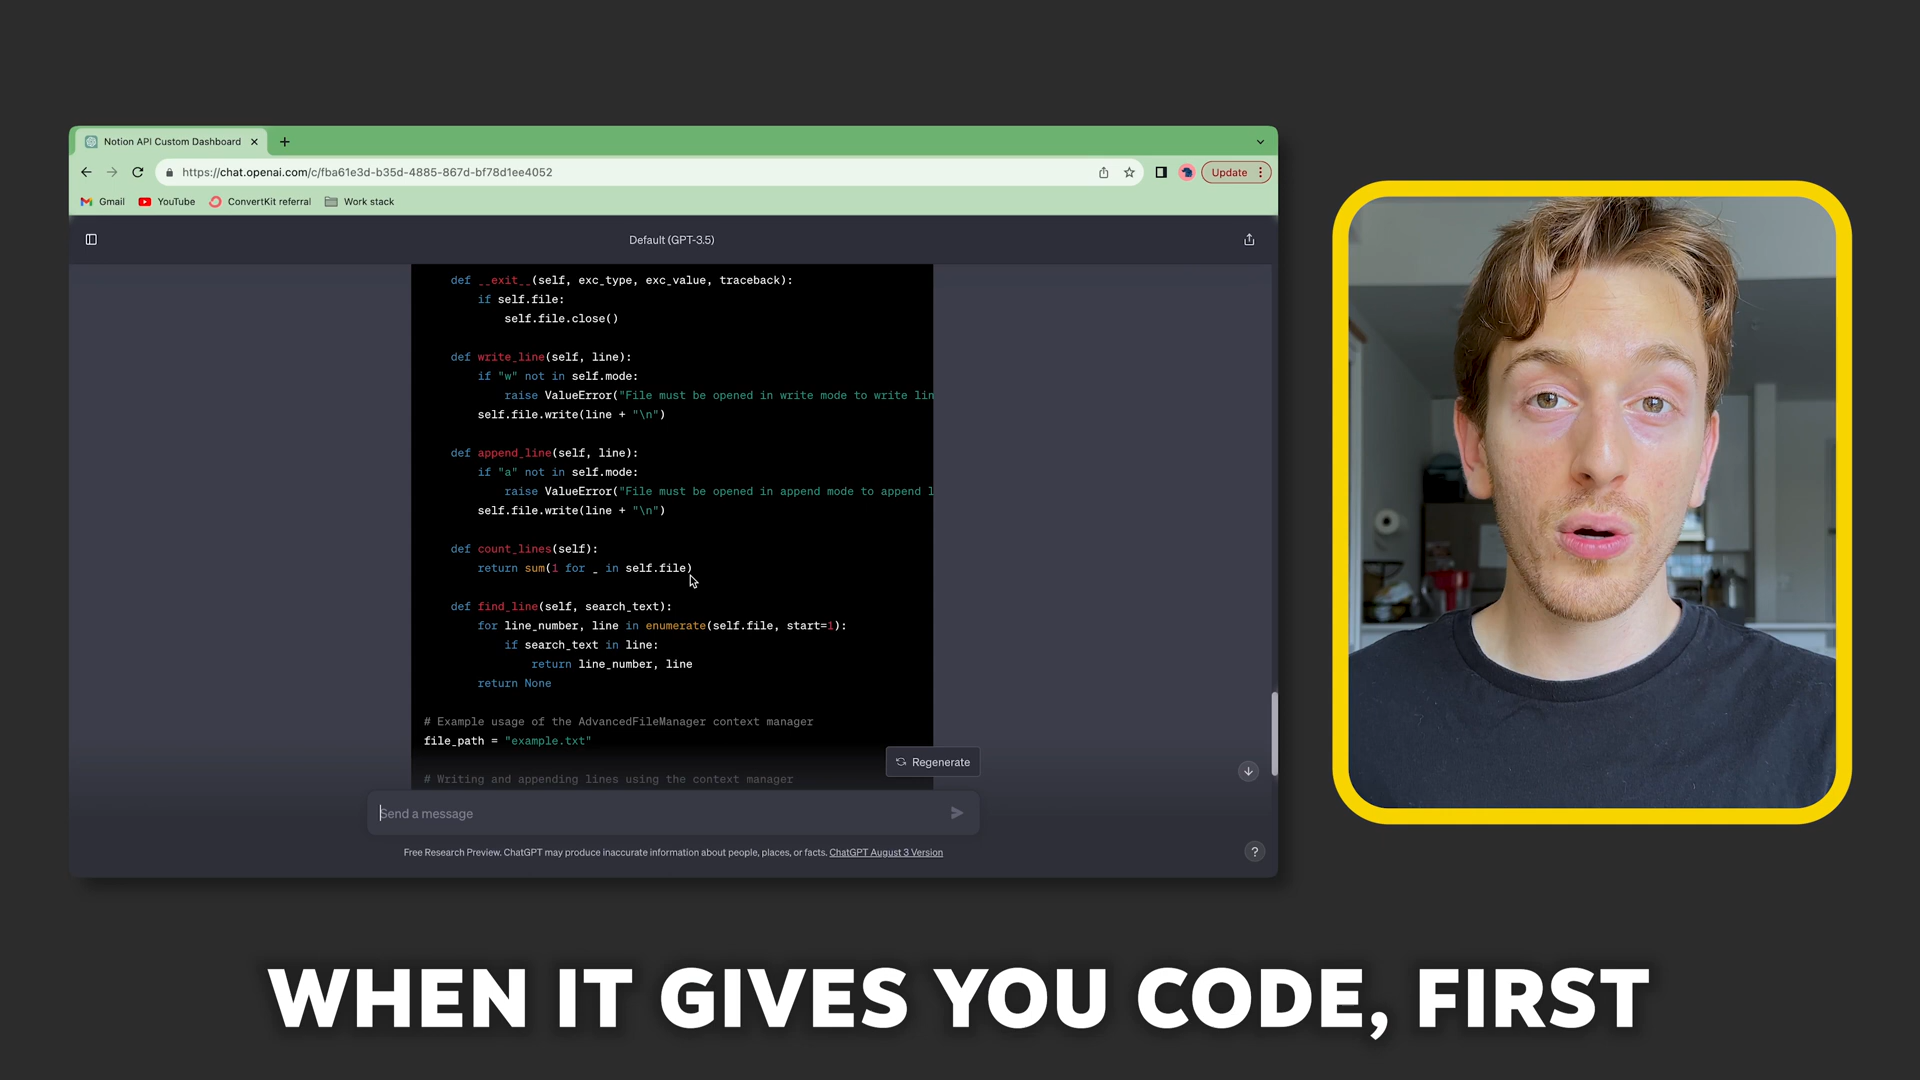 Notion API Custom Dashboard
https://chat.openai.com/c/fba61e3d-b35d-4885-867d-bf78d1ee4052
Update
Gmail
YouTube
ConvertKit referral
Work stack
Default (GPT-3.5)
def __exit__(self, exc_type, exc_value, traceback):
if self.file:
self.file.close()
def write_line(self, line):
if "w" not in self.mode:
raise ValueError("File must be opened in write mode to write lin
self.file.write(line + "\n")
def append_line(self, line):
if "a" not in self.mode:
raise ValueError("File must be opened in append mode to append l
self.file.write(line + "\n")
def count_lines(self):
return sum(1 for _ in self.file)
def find_line(self, search_text):
for line_number, line in enumerate(self.file, start=1):
if search_text in line:
return line_number, line
return None
# Example usage of the AdvancedFileManager context manager
file_path = "example.txt"
Regenerate
# Writing and appending lines using the context manager
Send a message
Free Research Preview. ChatGPT may produce inaccurate information about people, places, or facts. ChatGPT August 3 Version
?
WHEN IT GIVES YOU CODE, FIRST